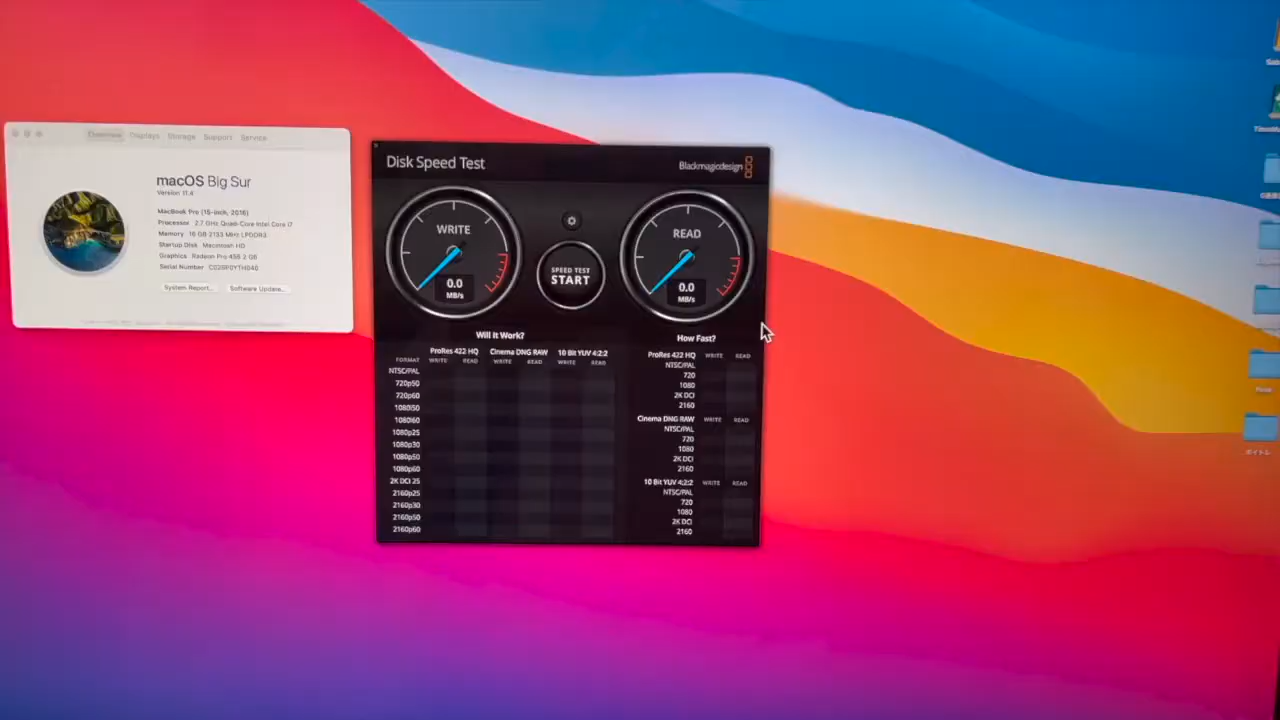 Overview Displays Storage Support Service
macOS Big Sur
Version 11.4
MacBook Pro (15-inch, 2016)
Processor 2.7 GHz Quad-Core Intel Core i7
Memory 16 GB 2133 MHz LPDDR3
Startup Disk Macintosh HD
Graphics Radeon Pro 455 2 GB
Serial Number
System Report...
Software Update...
Disk Speed Test
Blackmagicdesign
WRITE
0.0
MB/s
SPEED TEST
START
READ
0.0
MB/s
Will it Work?
ProRes 422 HQ Cinema DNG RAW 10 Bit YUV 4:2:2
FORMAT WRITE READ WRITE READ WRITE READ
NTSC/PAL
720p50
720p60
1080i50
1080i60
1080p25
1080p30
1080p50
1080p60
2K DCI 25
2160p25
2160p30
2160p50
2160p60
How Fast?
ProRes 422 HQ WRITE READ
NTSC/PAL
720
1080
2K DCI
2160
Cinema DNG RAW WRITE READ
NTSC/PAL
720
1080
2K DCI
2160
10 Bit YUV 4:2:2 WRITE READ
NTSC/PAL
720
1080
2K DCI
2160